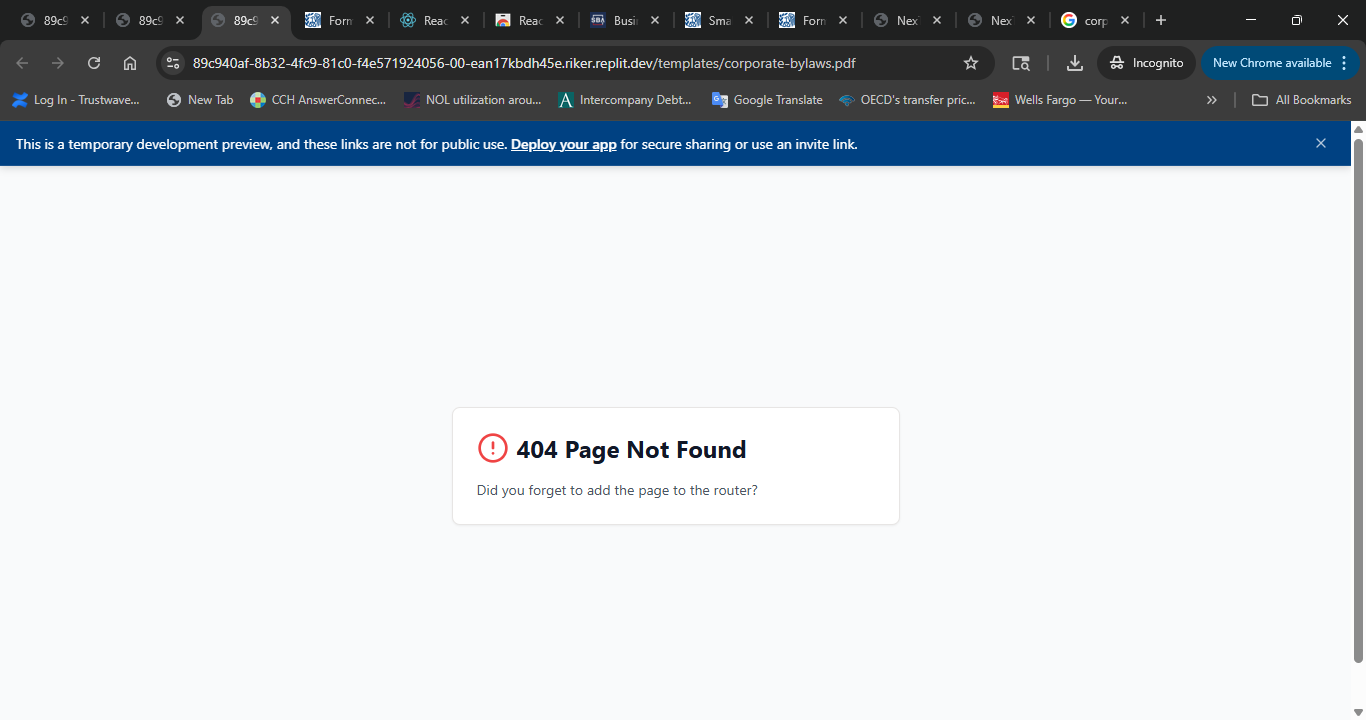 89c9
89c9
89c9
Form
Reac
Reac
SBA
Busi
Sma
Form
Nex
Nex
corp
89c940af-8b32-4fc9-81c0-f4e571924056-00-ean17kbdh45e.riker.replit.dev/templates/corporate-bylaws.pdf
Incognito
New Chrome available
Log In - Trustwave...
New Tab
CCH AnswerConnec...
NOL utilization arou...
Intercompany Debt...
Google Translate
OECD's transfer pric...
Wells Fargo — Your...
All Bookmarks
This is a temporary development preview, and these links are not for public use. Deploy your app for secure sharing or use an invite link.
404 Page Not Found
Did you forget to add the page to the router?